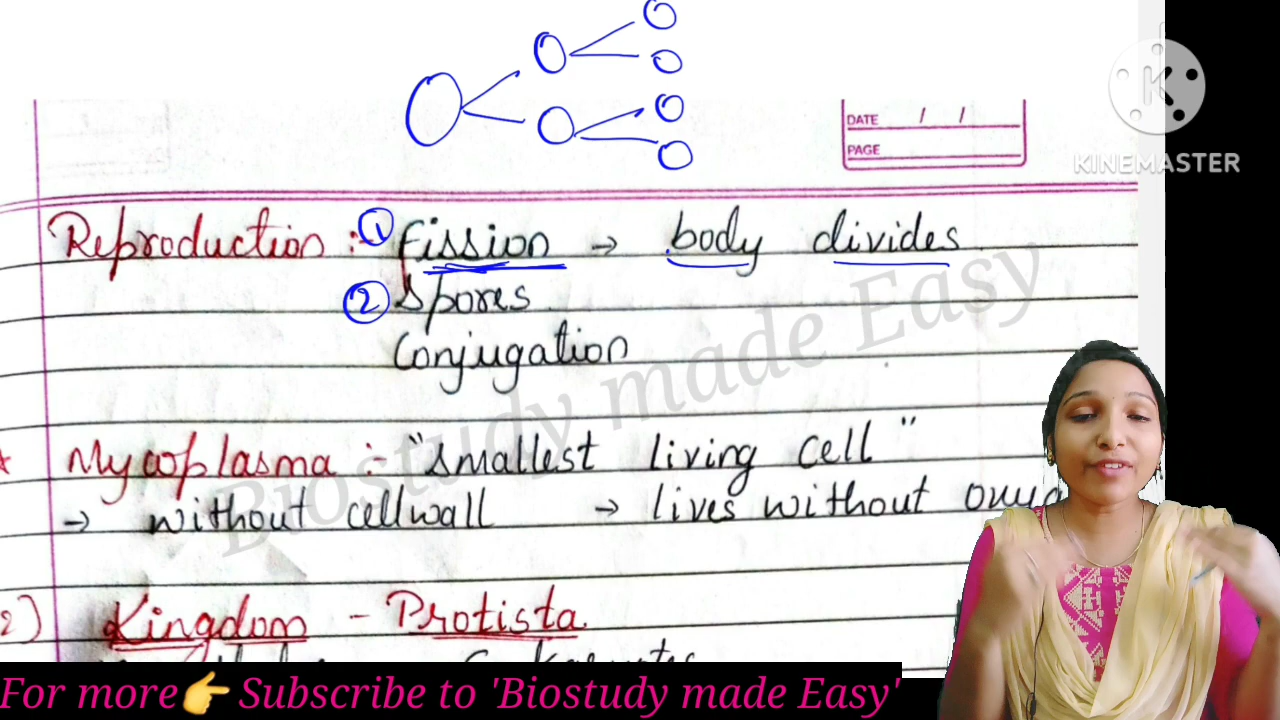 DATE / /
PAGE
KINEMASTER
Reproduction :- ① fission → body divides
② Spores
Conjugation
Biostudy made Easy
Mycoplasma :- "smallest living cell"
→ without cellwall → lives without
2) Kingdom - Protista
For more👉 Subscribe to 'Biostudy made Easy'